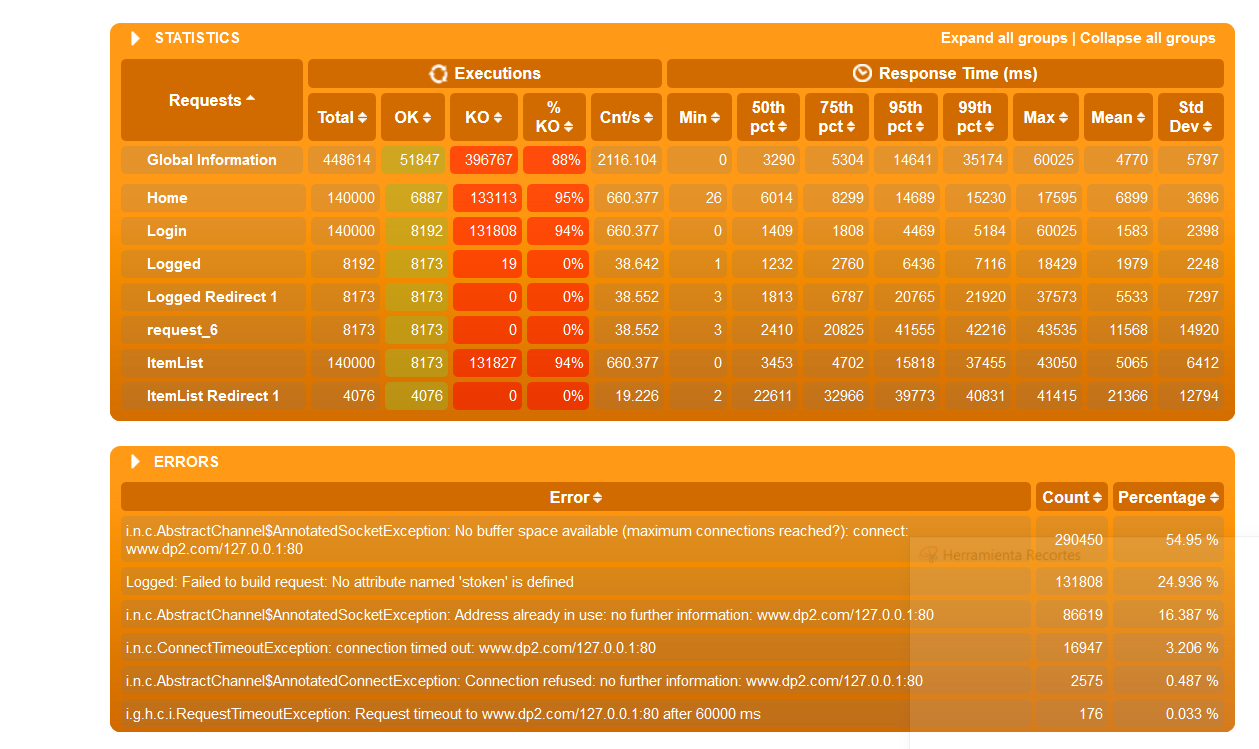 STATISTICS Expand all groups | Collapse all groups
Requests Executions Response Time (ms)
Total OK KO % KO Cnt/s Min 50th pct 75th pct 95th pct 99th pct Max Mean Std Dev
Global Information 448614 51847 396767 88% 2116.104 0 3290 5304 14641 35174 60025 4770 5797
Home 140000 6887 133113 95% 660.377 26 6014 8299 14689 15230 17595 6899 3696
Login 140000 8192 131808 94% 660.377 0 1409 1808 4469 5184 60025 1583 2398
Logged 8192 8173 19 0% 38.642 1 1232 2760 6436 7116 18429 1979 2248
Logged Redirect 1 8173 8173 0 0% 38.552 3 1813 6787 20765 21920 37573 5533 7297
request_6 8173 8173 0 0% 38.552 3 2410 20825 41555 42216 43535 11568 14920
ItemList 140000 8173 131827 94% 660.377 0 3453 4702 15818 37455 43050 5065 6412
ItemList Redirect 1 4076 4076 0 0% 19.226 2 22611 32966 39773 40831 41415 21366 12794
ERRORS
Error Count Percentage
i.n.c.AbstractChannel$AnnotatedSocketException: No buffer space available (maximum connections reached?): connect:
www.dp2.com/127.0.0.1:80 290450 54.95 %
Herramienta Recortes
Logged: Failed to build request: No attribute named 'stoken' is defined 131808 24.936 %
i.n.c.AbstractChannel$AnnotatedSocketException: Address already in use: no further information: www.dp2.com/127.0.0.1:80 86619 16.387 %
i.n.c.ConnectTimeoutException: connection timed out: www.dp2.com/127.0.0.1:80 16947 3.206 %
i.n.c.AbstractChannel$AnnotatedConnectException: Connection refused: no further information: www.dp2.com/127.0.0.1:80 2575 0.487 %
i.g.h.c.i.RequestTimeoutException: Request timeout to www.dp2.com/127.0.0.1:80 after 60000 ms 176 0.033 %